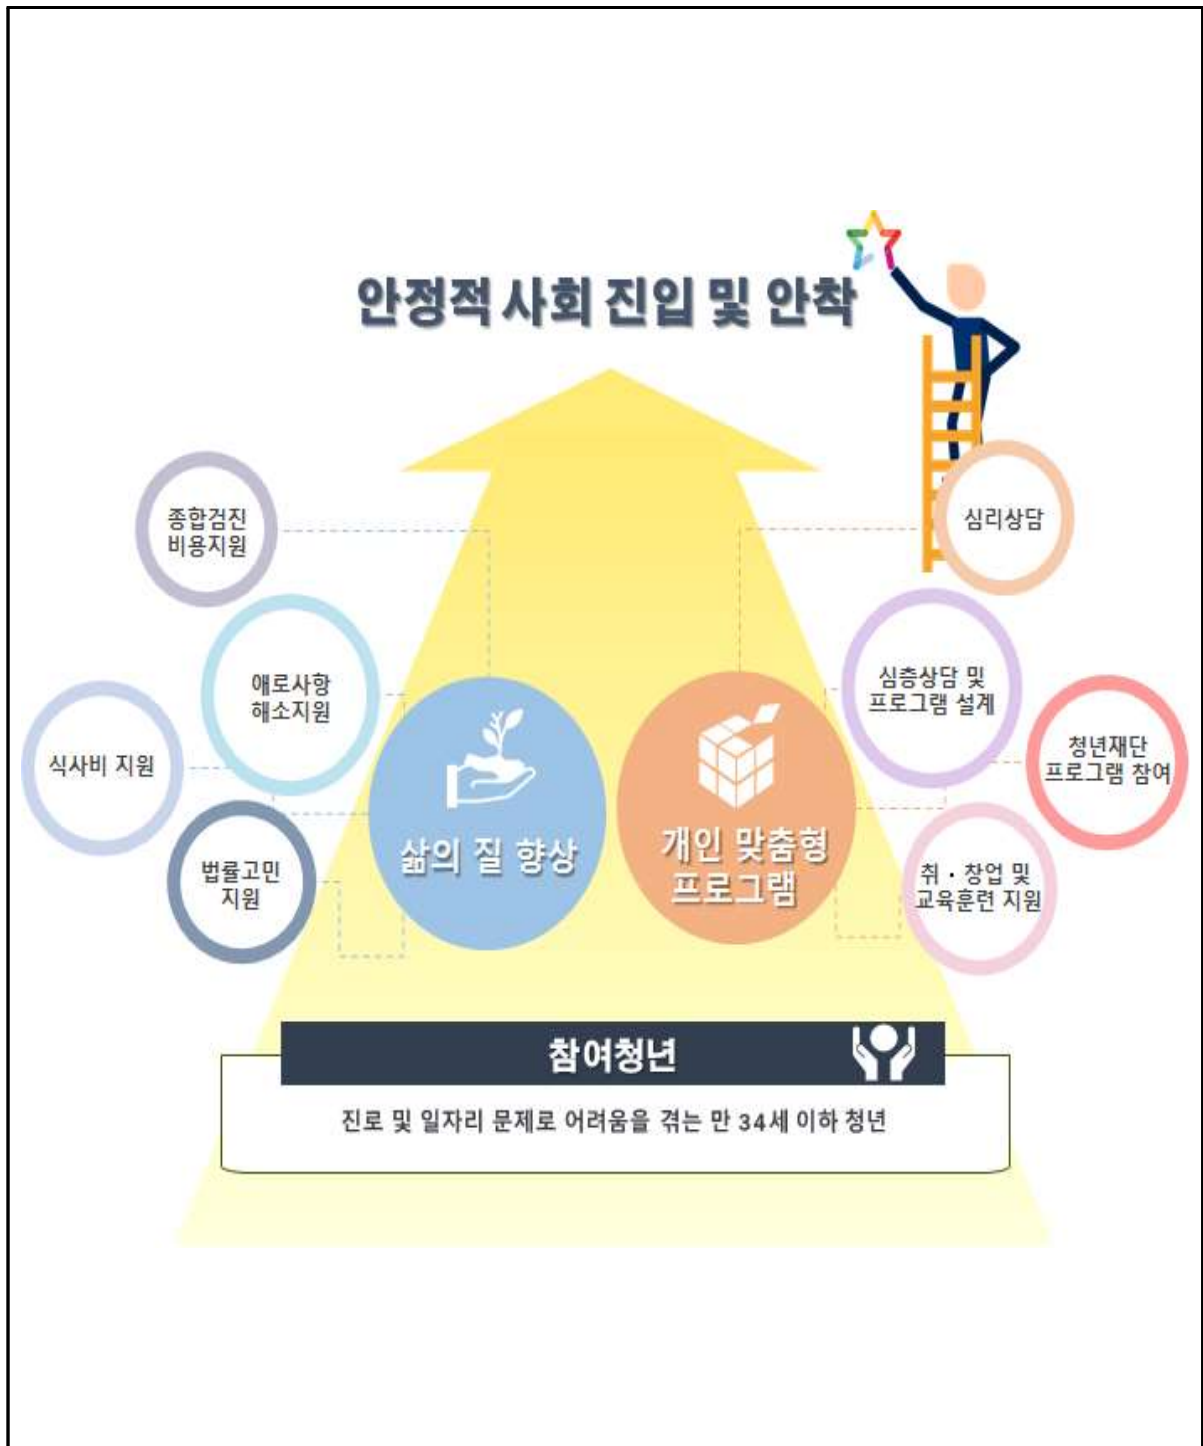 안정적 사회 진입 및 안착
종합검진
비용지원
심리상담
애로사항
해소지원
심층상담 및
프로그램 설계
식사비 지원
청년재단
프로그램 참여
삶의 질 향상
개인 맞춤형
프로그램
법률고민
지원
취 · 창업 및
교육훈련 지원
참여청년
진로 및 일자리 문제로 어려움을 겪는 만 34세 이하 청년